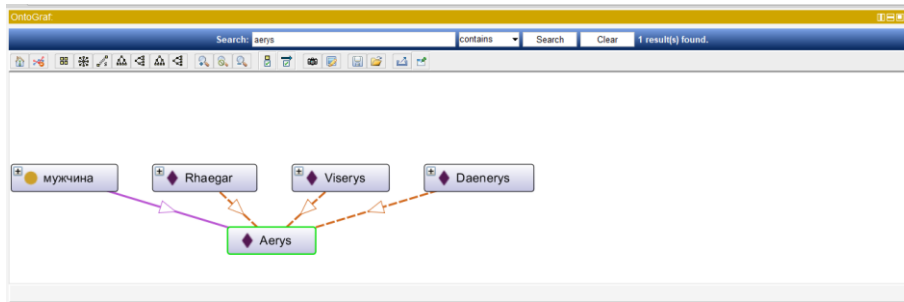 OntoGraf:
Search: aerys contains Search Clear 1 result(s) found.
мужчина Rhaegar Viserys Daenerys
Aerys